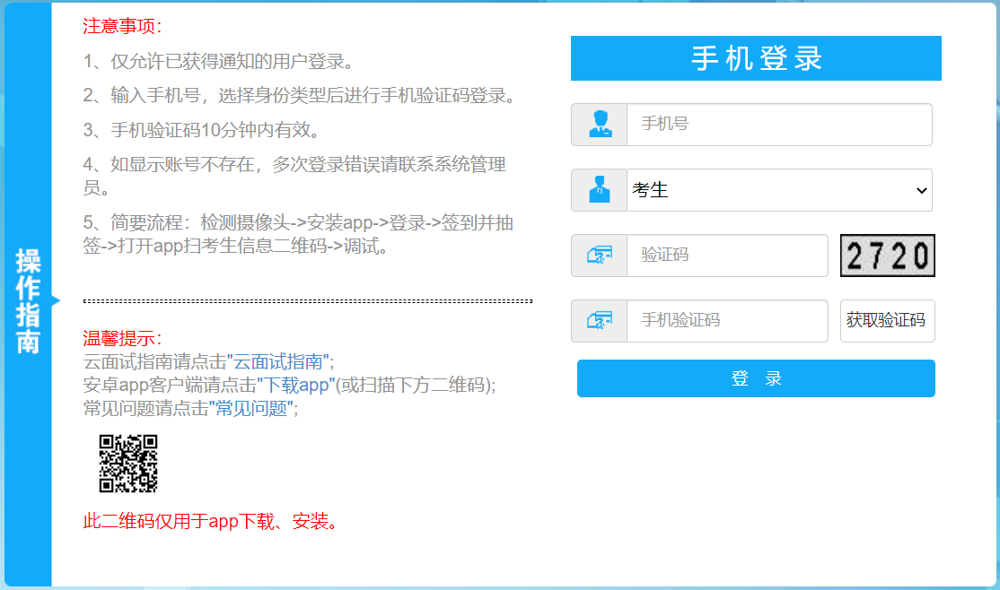 操作指南
注意事项：
1、仅允许已获得通知的用户登录。
2、输入手机号，选择身份类型后进行手机验证码登录。
3、手机验证码10分钟内有效。
4、如显示账号不存在，多次登录错误请联系系统管理
员。
5、简要流程：检测摄像头->安装app->登录->签到并抽
签->打开app扫考生信息二维码->调试。
温馨提示：
云面试指南请点击"云面试指南";
安卓app客户端请点击"下载app"(或扫描下方二维码);
常见问题请点击"常见问题";
此二维码仅用于app下载、安装。
手机登录
手机号
考生
验证码
2720
手机验证码
获取验证码
登 录